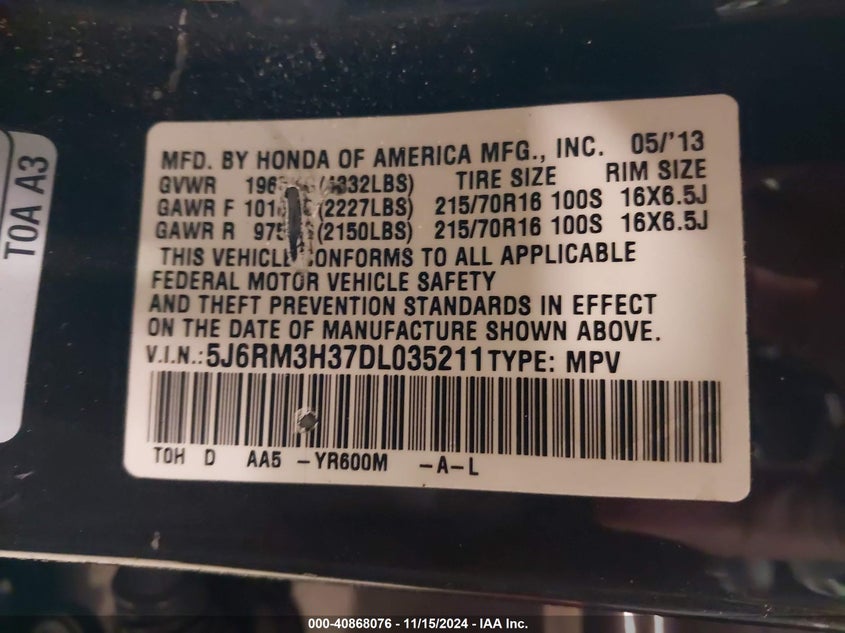 T0A A3
MFD. BY HONDA OF AMERICA MFG., INC. 05/'13
GVWR (4332LBS) TIRE SIZE RIM SIZE
GAWR F (2227LBS) 215/70R16 100S 16X6.5J
GAWR R (2150LBS) 215/70R16 100S 16X6.5J
THIS VEHICLE CONFORMS TO ALL APPLICABLE
FEDERAL MOTOR VEHICLE SAFETY
AND THEFT PREVENTION STANDARDS IN EFFECT
ON THE DATE OF MANUFACTURE SHOWN ABOVE.
V.I.N.:5J6RM3H37DL035211 TYPE: MPV
T0H D AA5 -YR600M -A-L
000-40868076 - 11/15/2024 - IAA Inc.